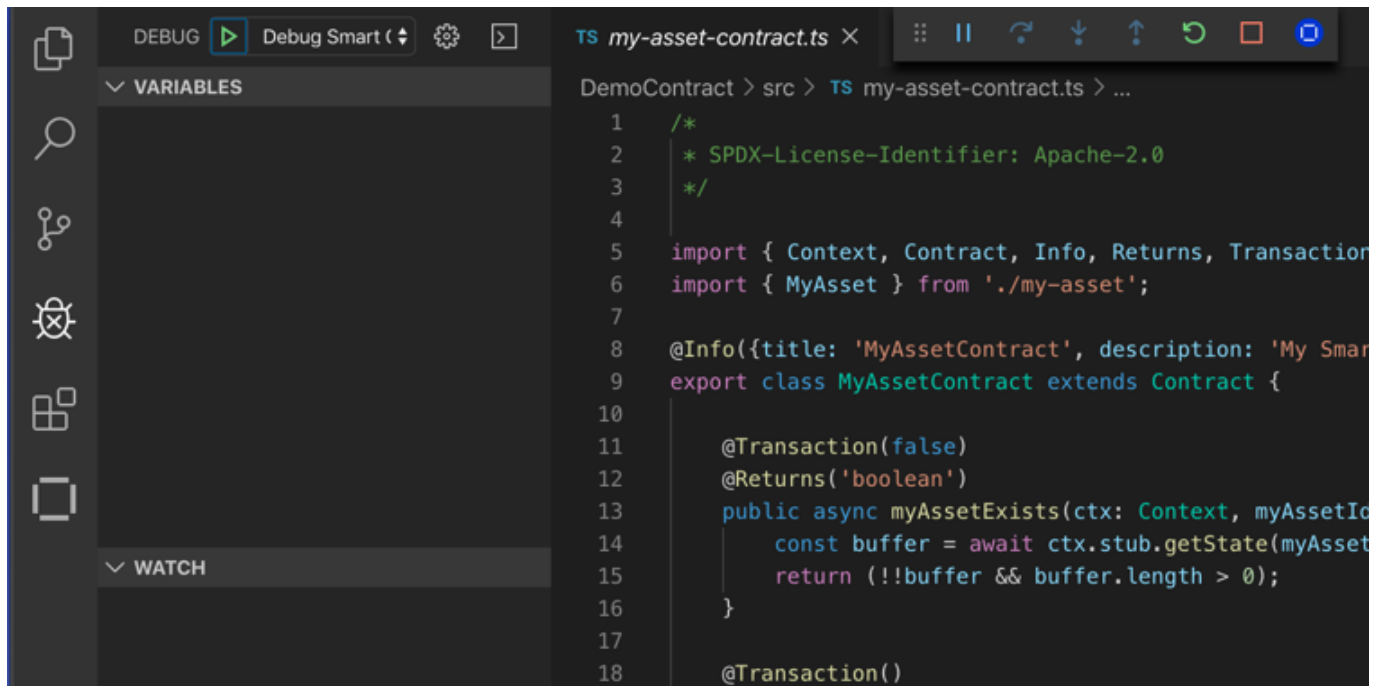 DEBUG Debug Smart (
VARIABLES
WATCH
TS my-asset-contract.ts
DemoContract > src > TS my-asset-contract.ts > ...
1 /*
2 * SPDX-License-Identifier: Apache-2.0
3 */
4
5 import { Context, Contract, Info, Returns, Transaction
6 import { MyAsset } from './my-asset';
7
8 @Info({title: 'MyAssetContract', description: 'My Smar
9 export class MyAssetContract extends Contract {
10
11 @Transaction(false)
12 @Returns('boolean')
13 public async myAssetExists(ctx: Context, myAssetId
14 const buffer = await ctx.stub.getState(myAsset
15 return (!!buffer && buffer.length > 0);
16 }
17
18 @Transaction()